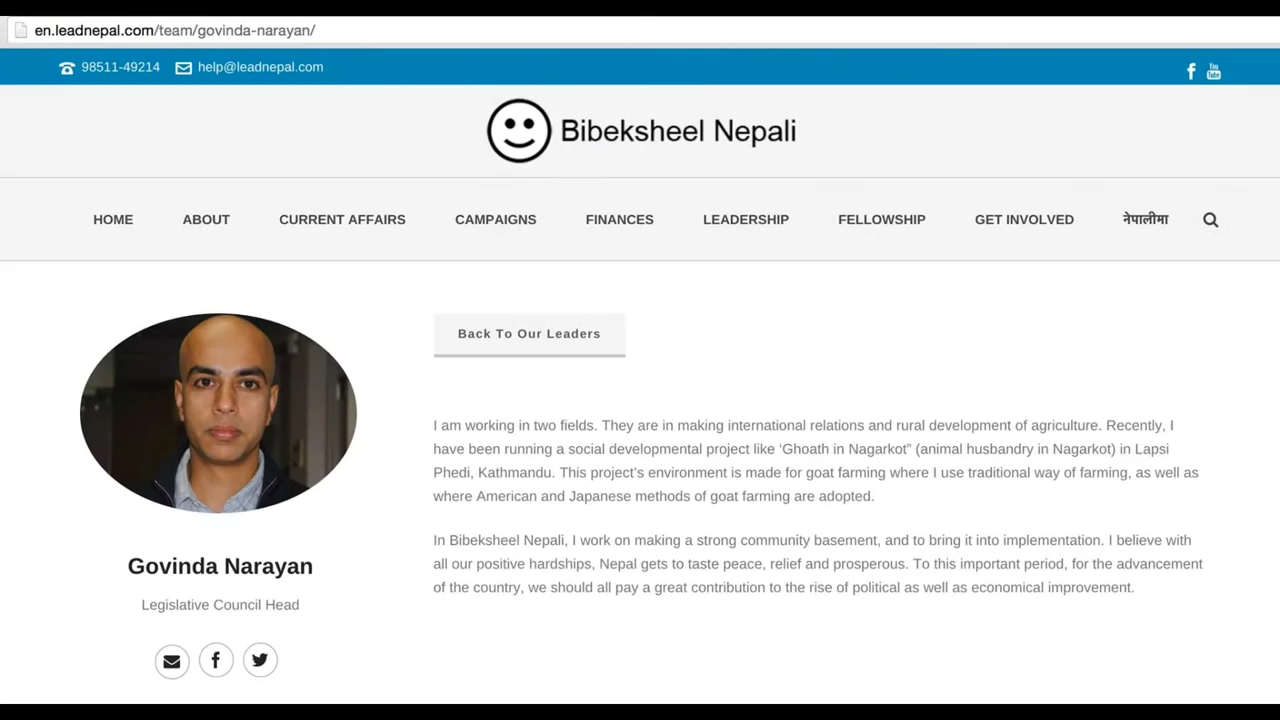 en.leadnepal.com/team/govinda-narayan/
98511-49214 help@leadnepal.com
f You Tube
Bibeksheel Nepali
HOME ABOUT CURRENT AFFAIRS CAMPAIGNS FINANCES LEADERSHIP FELLOWSHIP GET INVOLVED नेपालीमा
Back To Our Leaders
I am working in two fields. They are in making international relations and rural development of agriculture. Recently, I
have been running a social developmental project like ‘Ghoath in Nagarkot” (animal husbandry in Nagarkot) in Lapsi
Phedi, Kathmandu. This project’s environment is made for goat farming where I use traditional way of farming, as well as
where American and Japanese methods of goat farming are adopted.
In Bibeksheel Nepali, I work on making a strong community basement, and to bring it into implementation. I believe with
all our positive hardships, Nepal gets to taste peace, relief and prosperous. To this important period, for the advancement
of the country, we should all pay a great contribution to the rise of political as well as economical improvement.
Govinda Narayan
Legislative Council Head
f